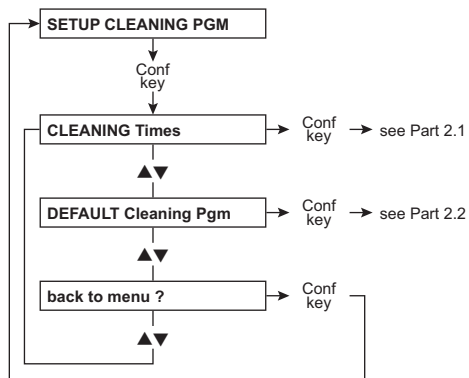 SETUP CLEANING PGM
Conf
key
CLEANING Times
Conf
key
see Part 2.1
▲▼
DEFAULT Cleaning Pgm
Conf
key
see Part 2.2
▲▼
back to menu ?
Conf
key
▲▼